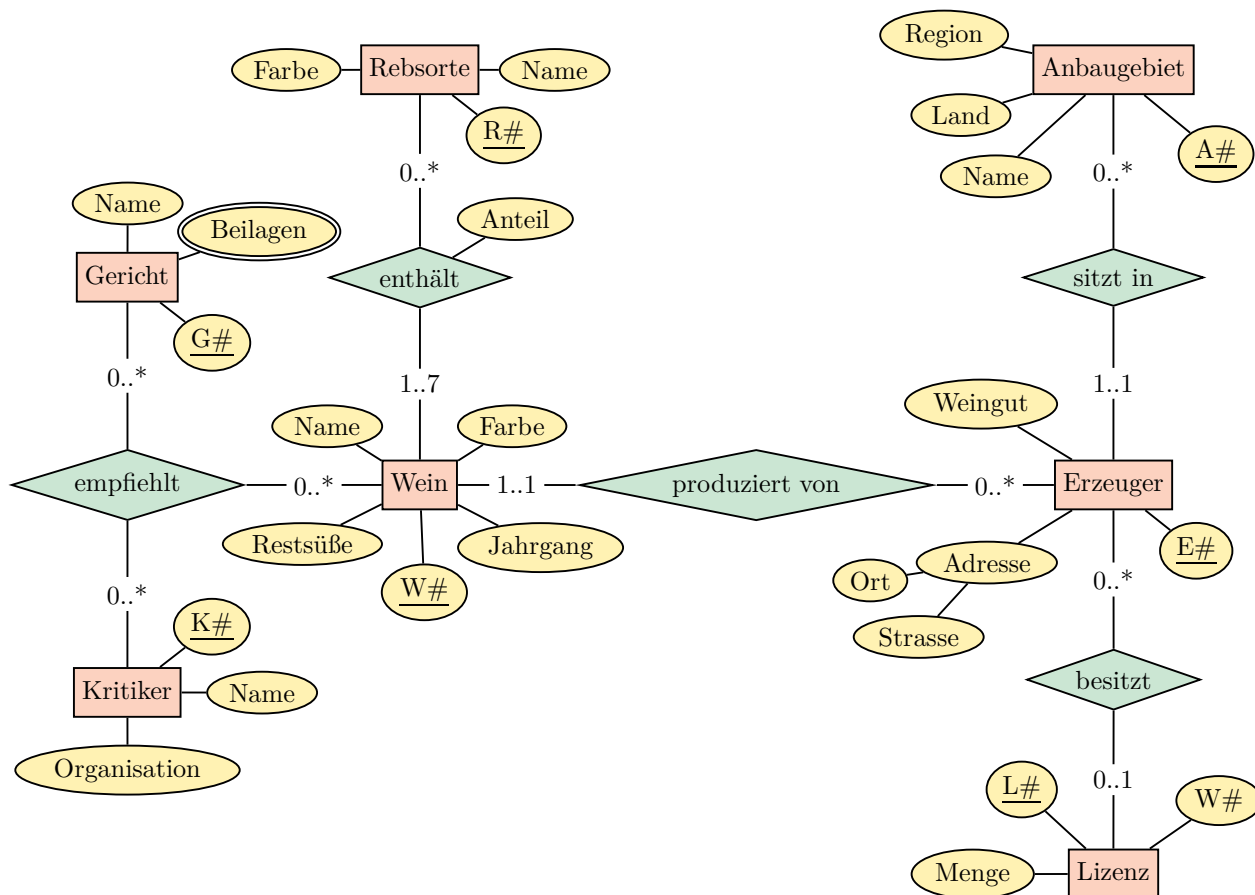 Region
Farbe
Rebsorte
Name
Anbaugebiet
Land
R#
A#
0..*
Name
0..*
Name
Beilagen
Anteil
Gericht
enthält
sitzt in
G#
0..*
1..7
1..1
Weingut
Name
Farbe
empfiehlt
0..*
Wein
1..1
produziert von
0..*
Erzeuger
Restsüße
Jahrgang
E#
Adresse
Ort
0..*
W#
0..*
K#
Strasse
Kritiker
Name
besitzt
Organisation
0..1
L#
W#
Menge
Lizenz